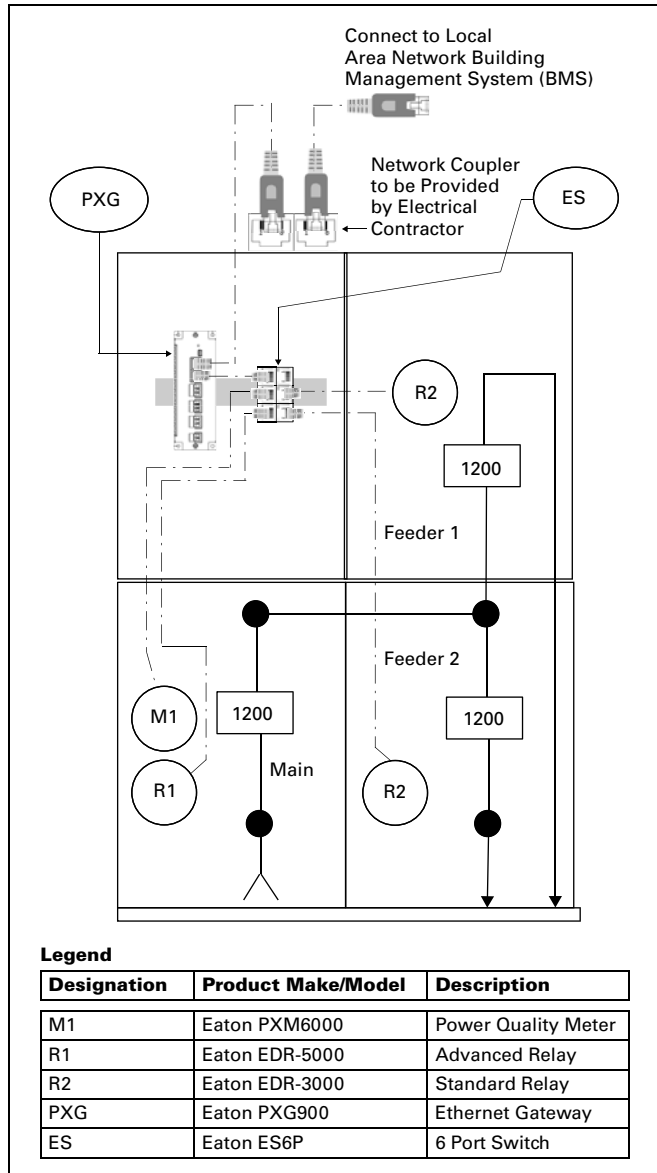 Connect to Local
Area Network Building
Management System (BMS)
Network Coupler
to be Provided
by Electrical
Contractor
PXG
ES
R2
1200
Feeder 1
Feeder 2
M1
1200
1200
Main
R1
R2
Legend
Designation Product Make/Model Description
M1 Eaton PXM6000 Power Quality Meter
R1 Eaton EDR-5000 Advanced Relay
R2 Eaton EDR-3000 Standard Relay
PXG Eaton PXG900 Ethernet Gateway
ES Eaton ES6P 6 Port Switch